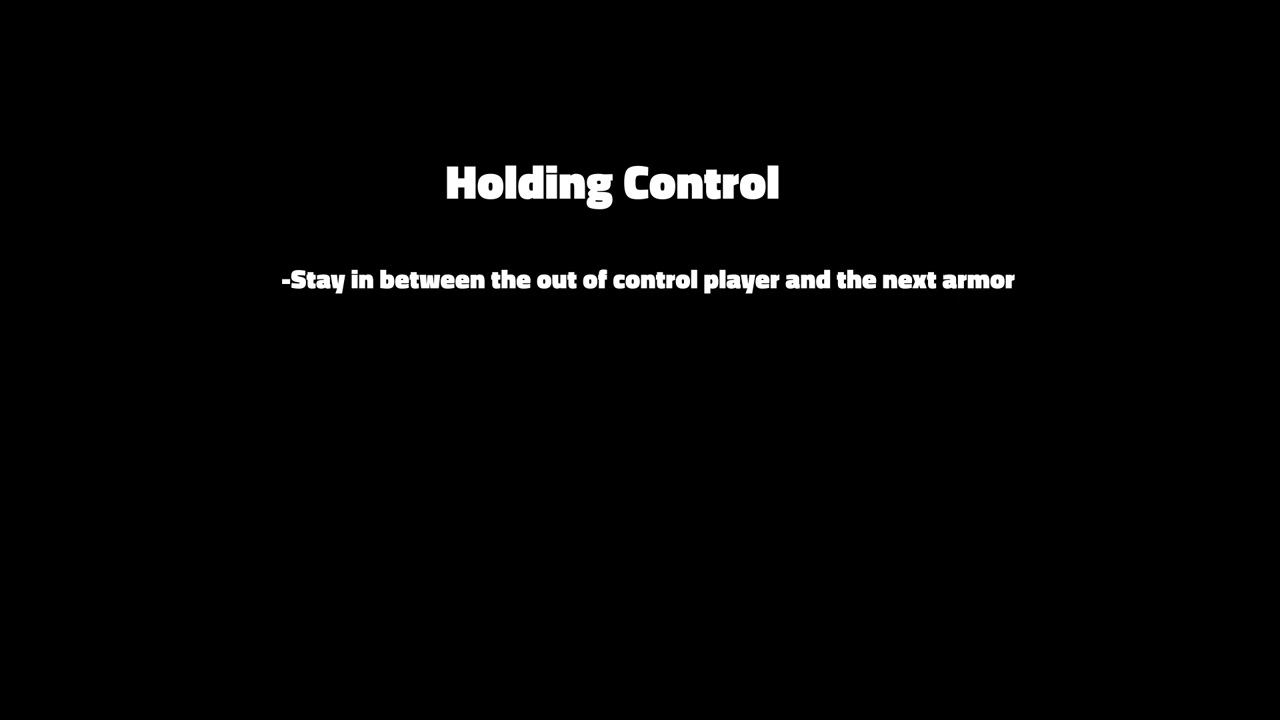 Holding Control
-Stay in between the out of control player and the next armor